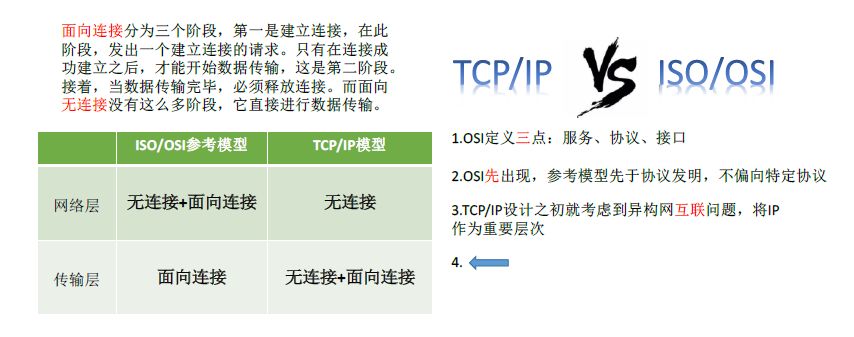 面向连接分为三个阶段，第一是建立连接，在此
阶段，发出一个建立连接的请求。只有在连接成
功建立之后，才能开始数据传输，这是第二阶段。
接着，当数据传输完毕，必须释放连接。而面向
无连接没有这么多阶段，它直接进行数据传输。
ISO/OSI参考模型 TCP/IP模型
网络层 无连接+面向连接 无连接
传输层 面向连接 无连接+面向连接
TCP/IP VS ISO/OSI
1.OSI定义三点：服务、协议、接口
2.OSI先出现，参考模型先于协议发明，不偏向特定协议
3.TCP/IP设计之初就考虑到异构网互联问题，将IP
作为重要层次
4.